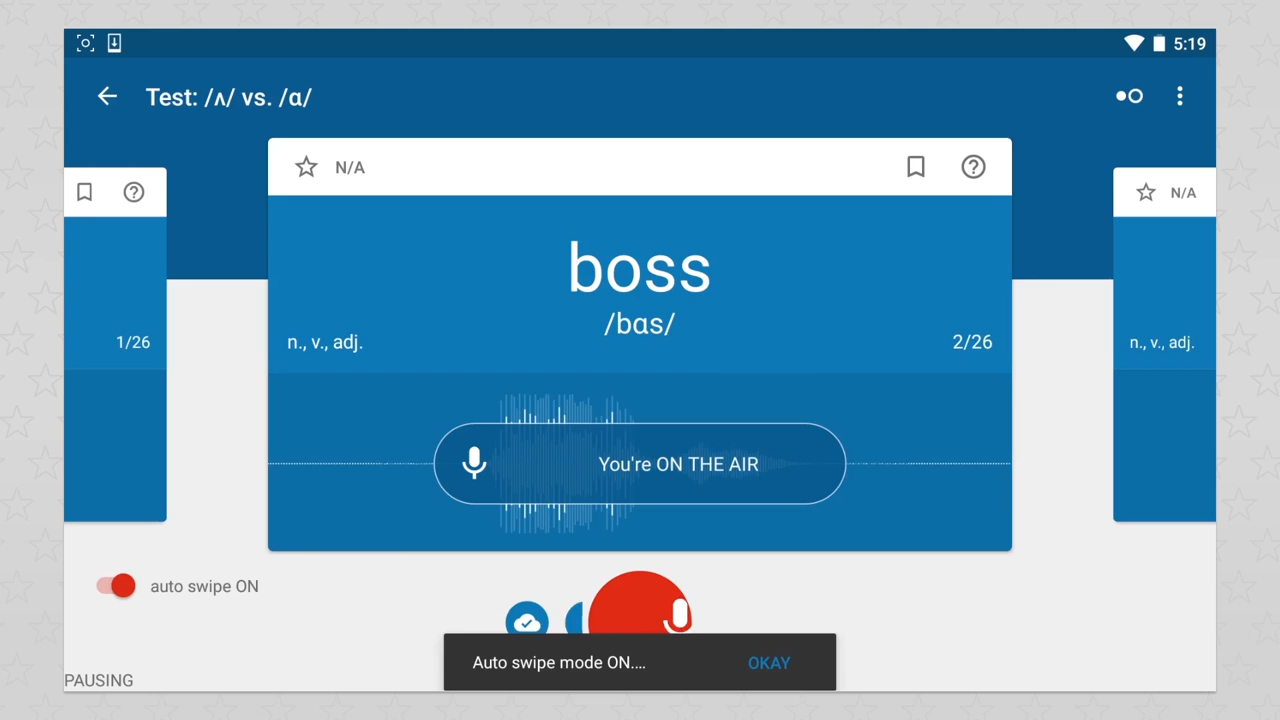 5:19
Test: /ʌ/ vs. /ɑ/
N/A
N/A
boss
/bɑs/
1/26
n., v., adj.
2/26
n., v., adj.
You're ON THE AIR
auto swipe ON
Auto swipe mode ON....
OKAY
PAUSING